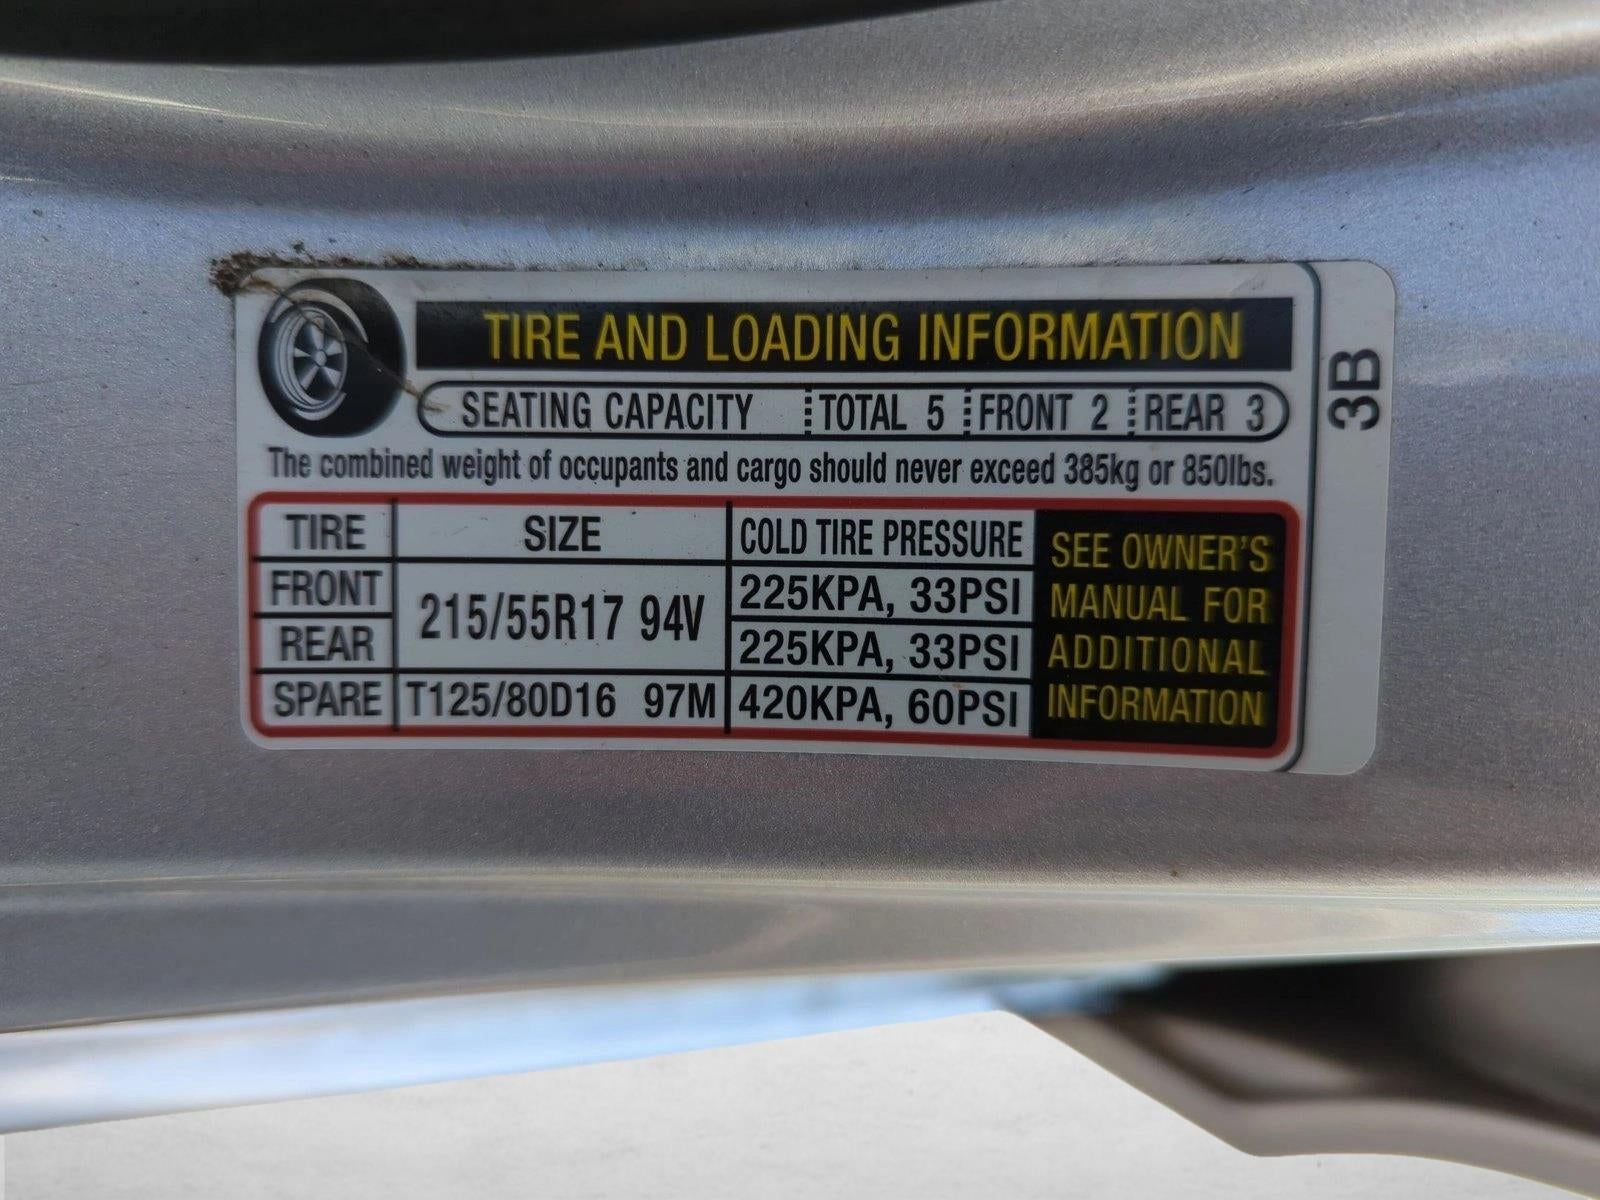 TIRE AND LOADING INFORMATION
SEATING CAPACITY TOTAL 5 FRONT 2 REAR 3
The combined weight of occupants and cargo should never exceed 385kg or 850lbs.
TIRE SIZE COLD TIRE PRESSURE
FRONT 215/55R17 94V 225KPA, 33PSI
REAR 225KPA, 33PSI
SPARE T125/80D16 97M 420KPA, 60PSI
SEE OWNER'S
MANUAL FOR
ADDITIONAL
INFORMATION
3B